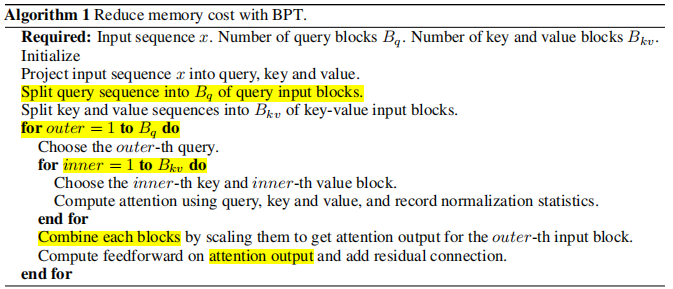 Algorithm 1 Reduce memory cost with BPT.
Required: Input sequence x. Number of query blocks B_q. Number of key and value blocks B_kv.
Initialize
Project input sequence x into query, key and value.
Split query sequence into B_q of query input blocks.
Split key and value sequences into B_kv of key-value input blocks.
for outer = 1 to B_q do
Choose the outer-th query.
for inner = 1 to B_kv do
Choose the inner-th key and inner-th value block.
Compute attention using query, key and value, and record normalization statistics.
end for
Combine each blocks by scaling them to get attention output for the outer-th input block.
Compute feedforward on attention output and add residual connection.
end for